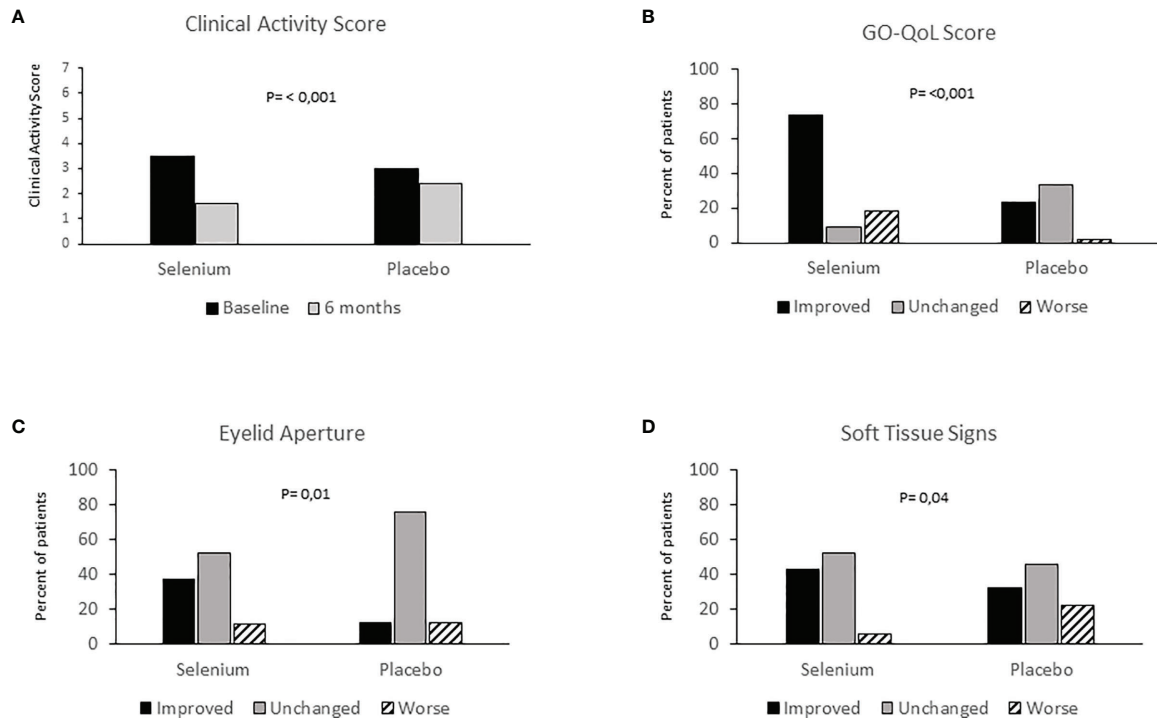 A
Clinical Activity Score
Clinical Activity Score
7
6
5
4
3
2
1
0
P= < 0,001
Selenium
Placebo
Baseline
6 months
B
GO-QoL Score
Percent of patients
100
80
60
40
20
0
P= <0,001
Selenium
Placebo
Improved
Unchanged
Worse
C
Eyelid Aperture
Percent of patients
100
80
60
40
20
0
P= 0,01
Selenium
Placebo
Improved
Unchanged
Worse
D
Soft Tissue Signs
Percent of patients
100
80
60
40
20
0
P= 0,04
Selenium
Placebo
Improved
Unchanged
Worse